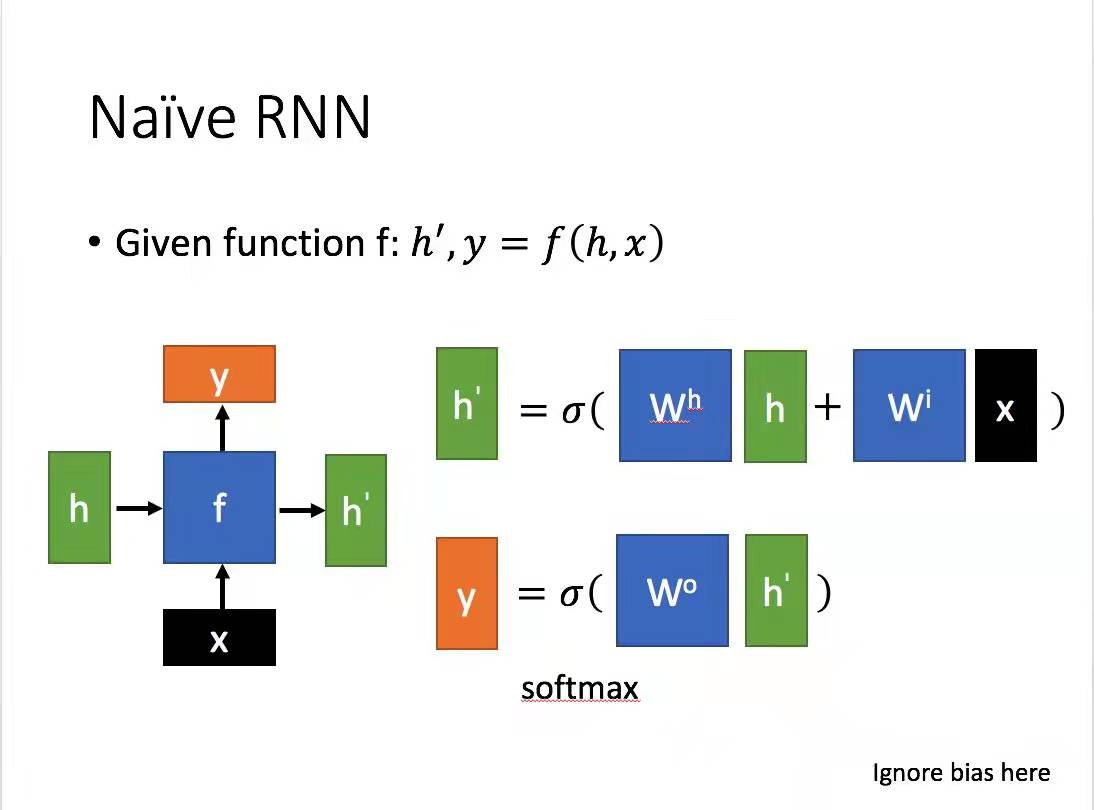 Naïve RNN
• Given function f: h′, y = f(h, x)
y
h f h'
x
h' = σ( Wʰ h + Wⁱ x )
y = σ( Wᵒ h' )
softmax
Ignore bias here